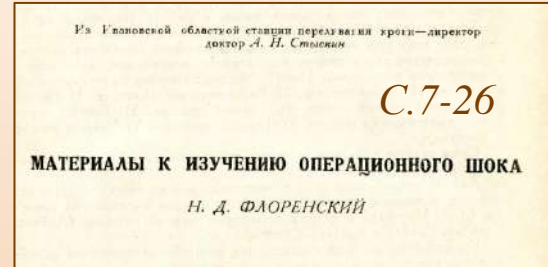 Из Ивановской областной станции переливания крови—директор
доктор А. Н. Стыскин
С.7-26
МАТЕРИАЛЫ К ИЗУЧЕНИЮ ОПЕРАЦИОННОГО ШОКА
Н. Д. ФЛОРЕНСКИЙ